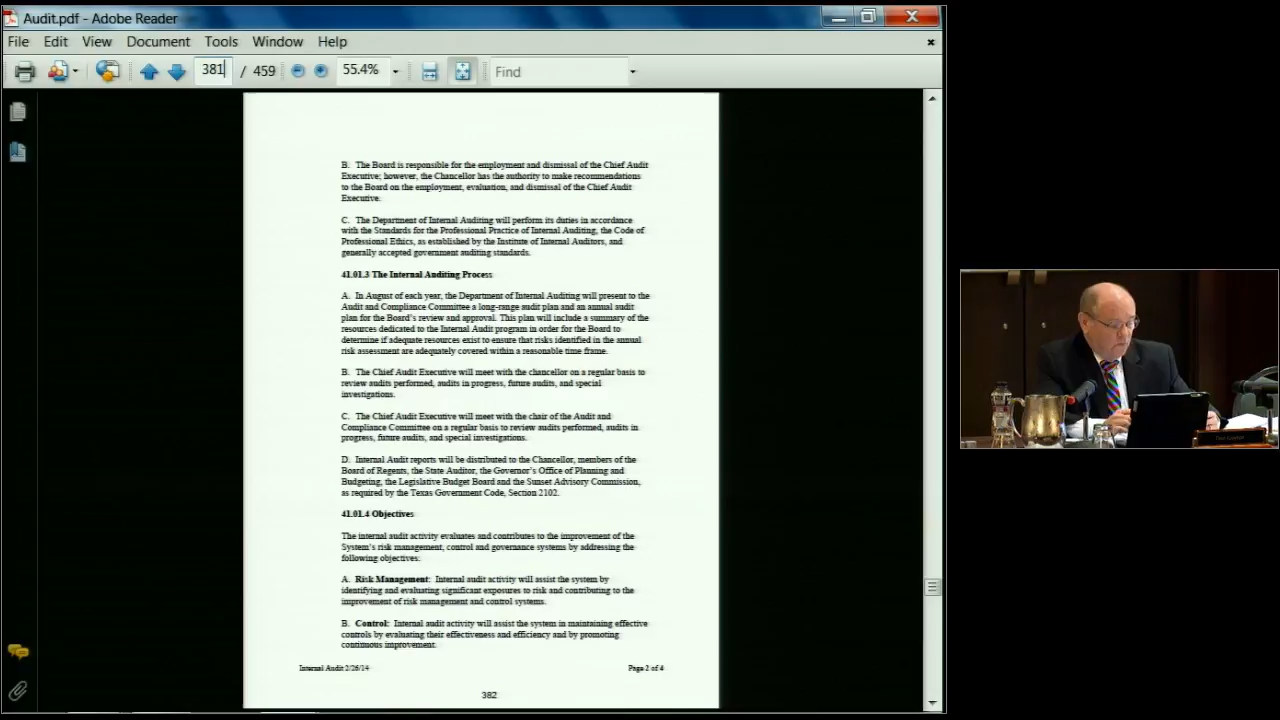 Audit.pdf - Adobe Reader
File Edit View Document Tools Window Help
381 / 459 55.4% Find
B. The Board is responsible for the employment and dismissal of the Chief Audit
Executive; however, the Chancellor has the authority to make recommendations
to the Board on the employment, evaluation, and dismissal of the Chief Audit
Executive.
C. The Department of Internal Auditing will perform its duties in accordance
with the Standards for the Professional Practice of Internal Auditing, the Code of
Professional Ethics, as established by the Institute of Internal Auditors, and
generally accepted government auditing standards.
41.01.3 The Internal Auditing Process
A. In August of each year, the Department of Internal Auditing will present to the
Audit and Compliance Committee a long-range audit plan and an annual audit
plan for the Board's review and approval. This plan will include a summary of the
resources dedicated to the Internal Audit program in order for the Board to
determine if adequate resources exist to ensure that risks identified in the annual
risk assessment are adequately covered within a reasonable time frame.
B. The Chief Audit Executive will meet with the chancellor on a regular basis to
review audits performed, audits in progress, future audits, and special
investigations.
C. The Chief Audit Executive will meet with the chair of the Audit and
Compliance Committee on a regular basis to review audits performed, audits in
progress, future audits, and special investigations.
D. Internal Audit reports will be distributed to the Chancellor, members of the
Board of Regents, the State Auditor, the Governor's Office of Planning and
Budgeting, the Legislative Budget Board and the Sunset Advisory Commission,
as required by the Texas Government Code, Section 2102.
41.01.4 Objectives
The internal audit activity evaluates and contributes to the improvement of the
System's risk management, control and governance systems by addressing the
following objectives:
A. Risk Management: Internal audit activity will assist the system by
identifying and evaluating significant exposures to risk and contributing to the
improvement of risk management and control systems.
B. Control: Internal audit activity will assist the system in maintaining effective
controls by evaluating their effectiveness and efficiency and by promoting
continuous improvement.
Internal Audit 2/26/14 Page 2 of 4
382